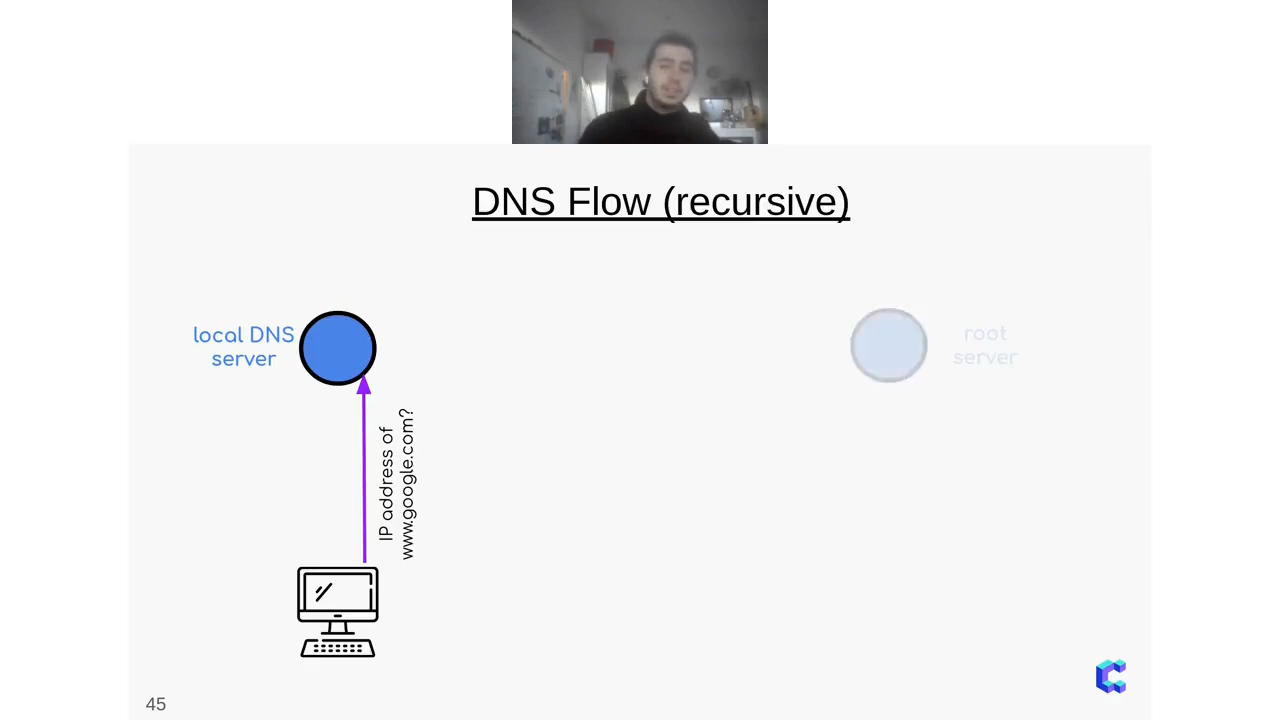 DNS Flow (recursive)
local DNS
server
root
server
IP address of
www.google.com?
45